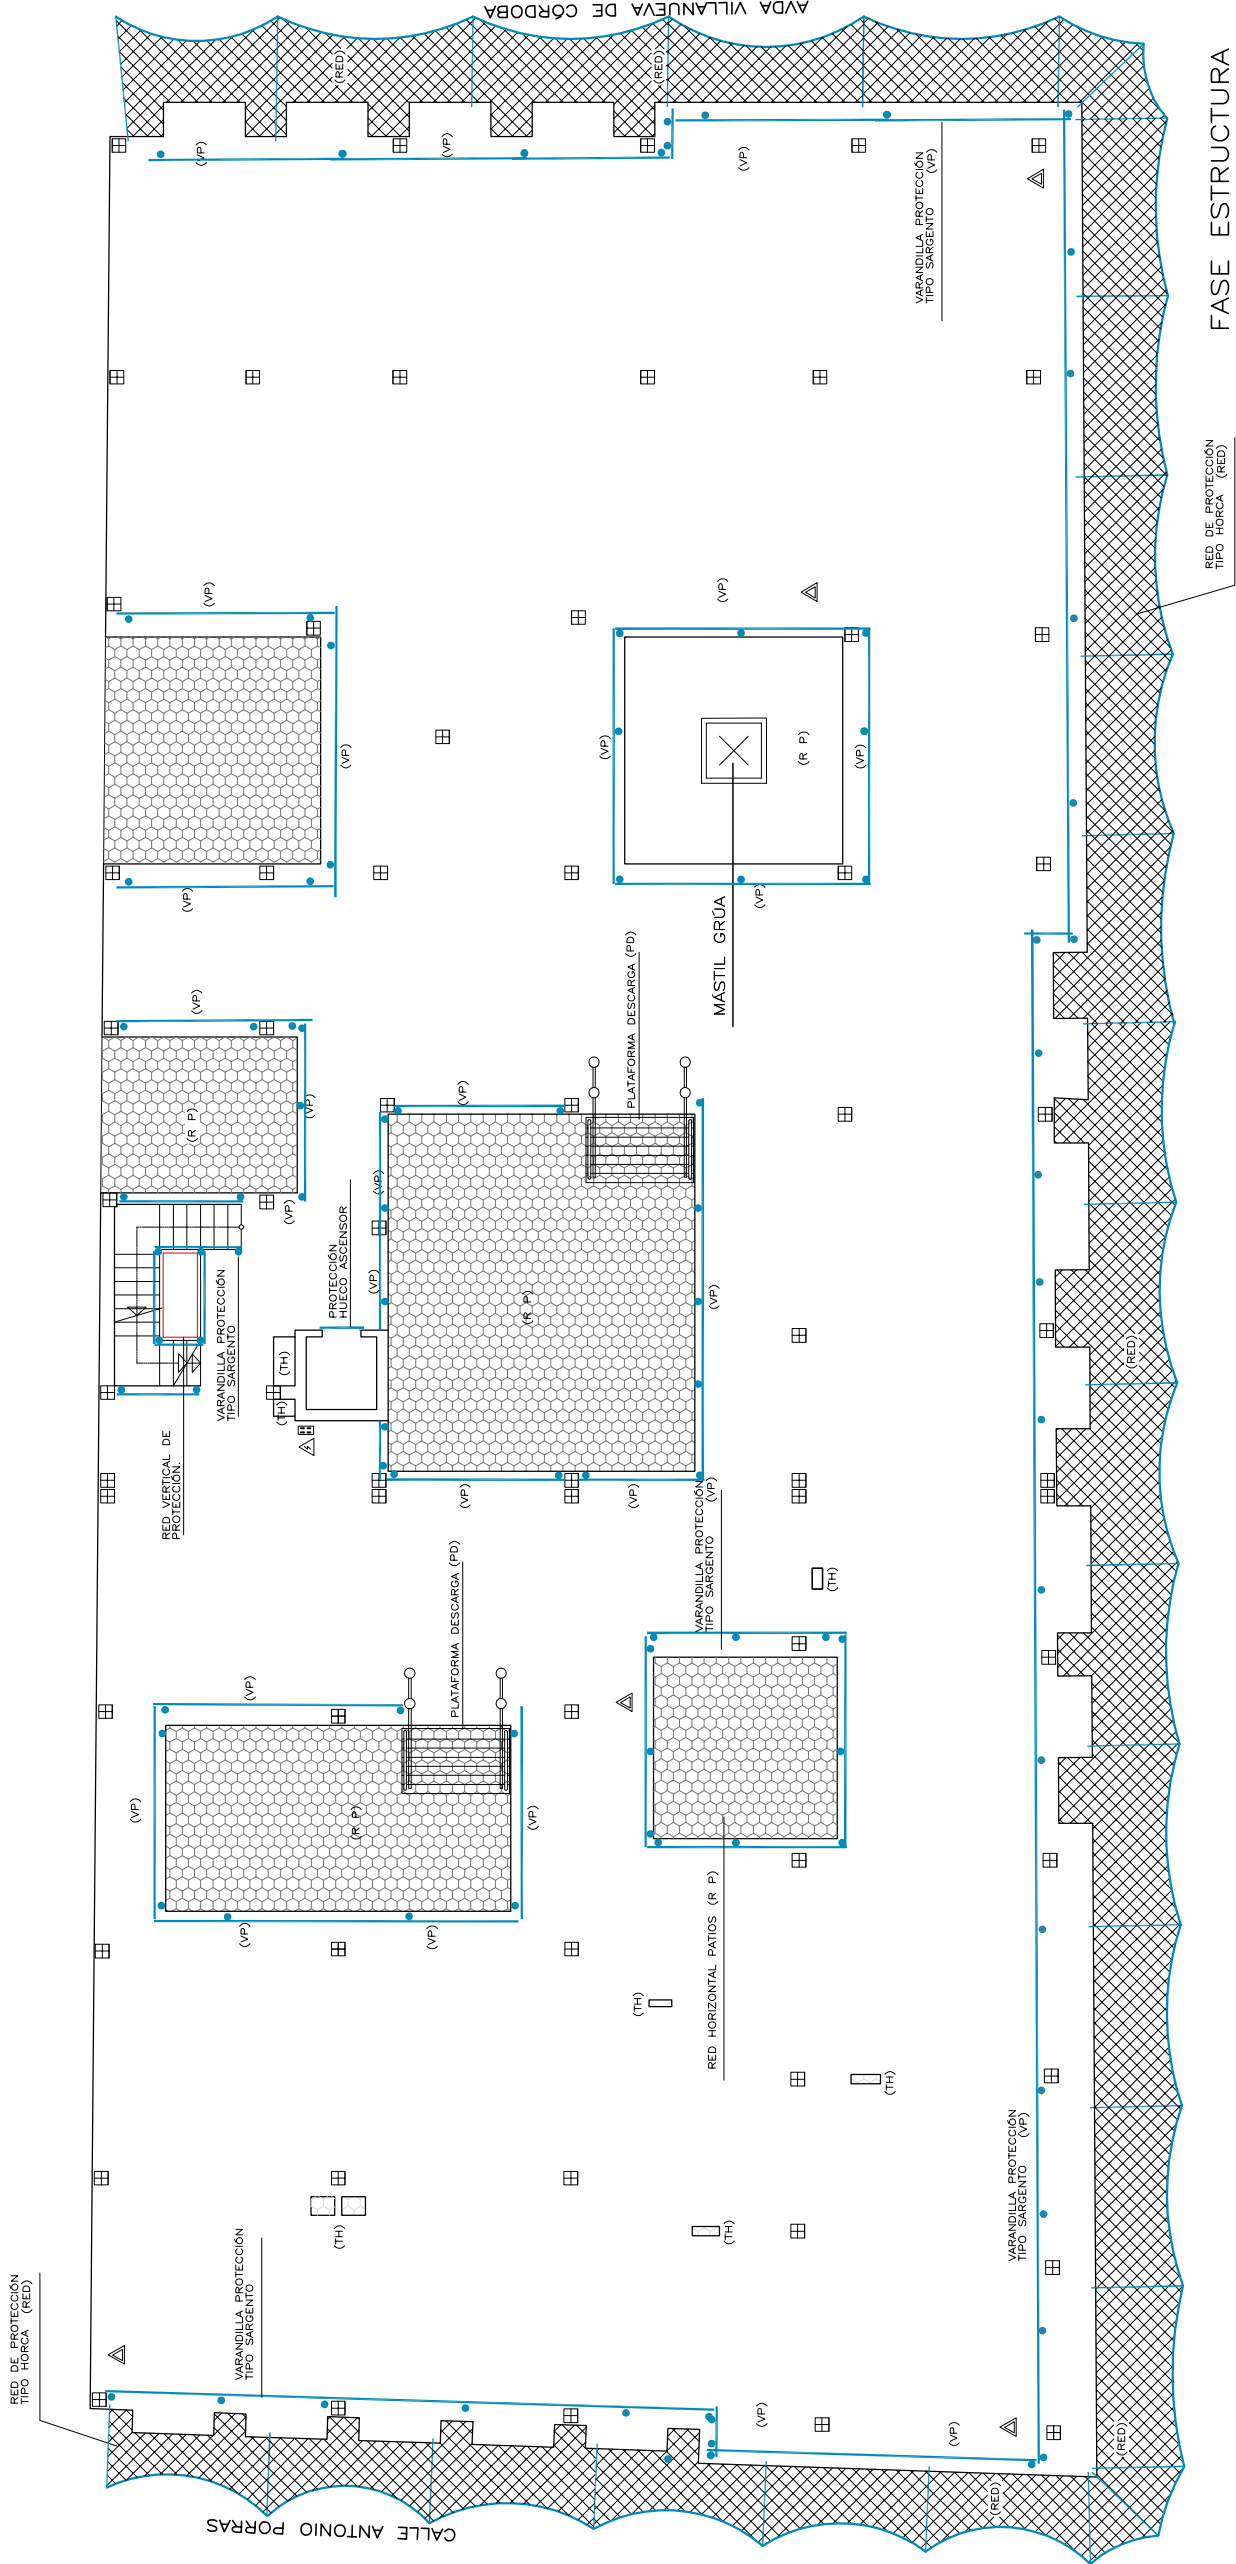 AVDA VILLANUEVA DE CÓRDOBA
FASE ESTRUCTURA
(RED)
(RED)
(VP)
(VP)
(VP)
VARANDILLA PROTECCIÓN
TIPO SARGENTO (VP)
RED DE PROTECCIÓN
TIPO HORCA (RED)
(VP)
(VP)
(VP)
(VP)
(VP)
(R P)
(VP)
(VP)
MÁSTIL GRÚA
(VP)
(R P)
(VP)
(VP)
PLATAFORMA DESCARGA (PD)
(VP)
(VP)
(VP)
(R P)
(VP)
PROTECCIÓN
HUECO ASCENSOR
(TH)
(TH)
VARANDILLA PROTECCIÓN
TIPO SARGENTO
RED VERTICAL DE
PROTECCIÓN.
(RED)
(VP)
(VP)
VARANDILLA PROTECCIÓN
TIPO SARGENTO (VP)
PLATAFORMA DESCARGA (PD)
(TH)
(VP)
(VP)
(R P)
(VP)
(VP)
(VP)
RED HORIZONTAL PATIOS (R P)
(TH)
(TH)
(TH)
(TH)
VARANDILLA PROTECCIÓN
TIPO SARGENTO (VP)
VARANDILLA PROTECCIÓN
TIPO SARGENTO
RED DE PROTECCIÓN
TIPO HORCA (RED)
(VP)
(VP)
(RED)
(RED)
CALLE ANTONIO PORRAS